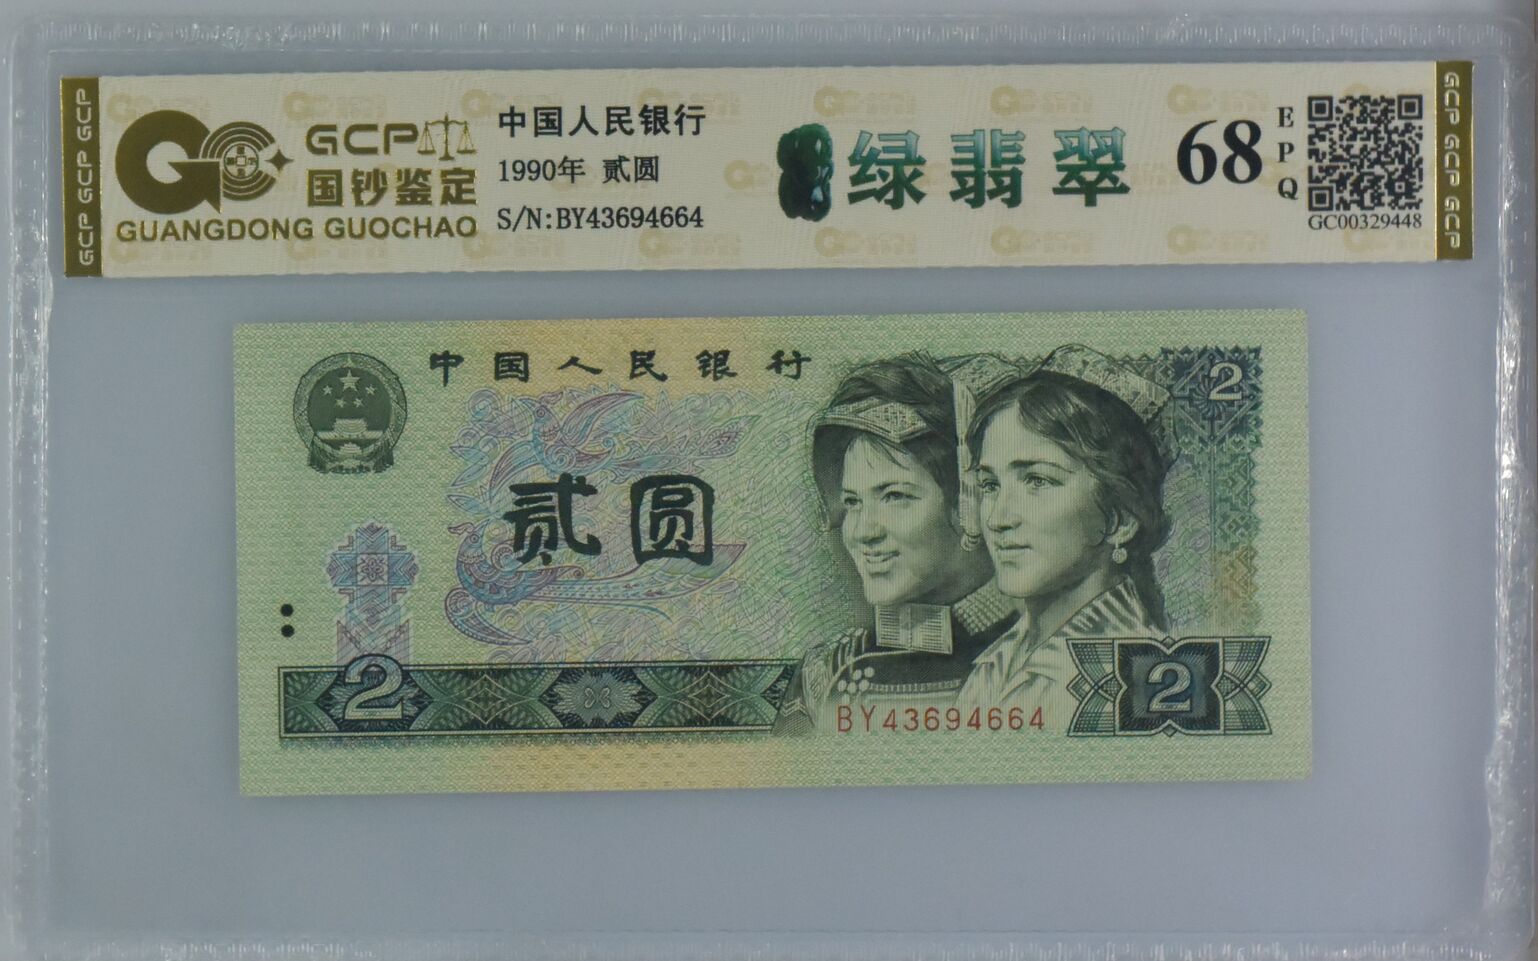 GCP GCP GCP
GCP
国钞鉴定
GUANGDONG GUOCHAO
中国人民银行
1990年 贰圆
S/N:BY43694664
绿翡翠
68
EPQ
GC00329448
GCP GCP GCP
中国人民银行
2
贰圆
2
BY43694664
2